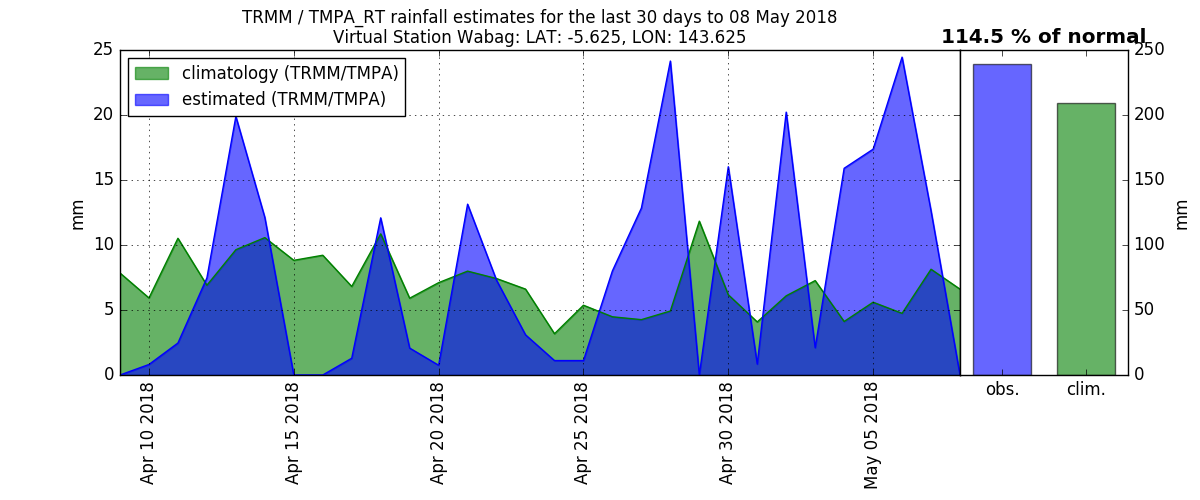 TRMM / TMPA_RT rainfall estimates for the last 30 days to 08 May 2018
Virtual Station Wabag: LAT: -5.625, LON: 143.625
114.5 % of normal
climatology (TRMM/TMPA)
estimated (TRMM/TMPA)
25
20
15
10
5
0
mm
Apr 10 2018
Apr 15 2018
Apr 20 2018
Apr 25 2018
Apr 30 2018
May 05 2018
obs.
clim.
250
200
150
100
50
0
mm